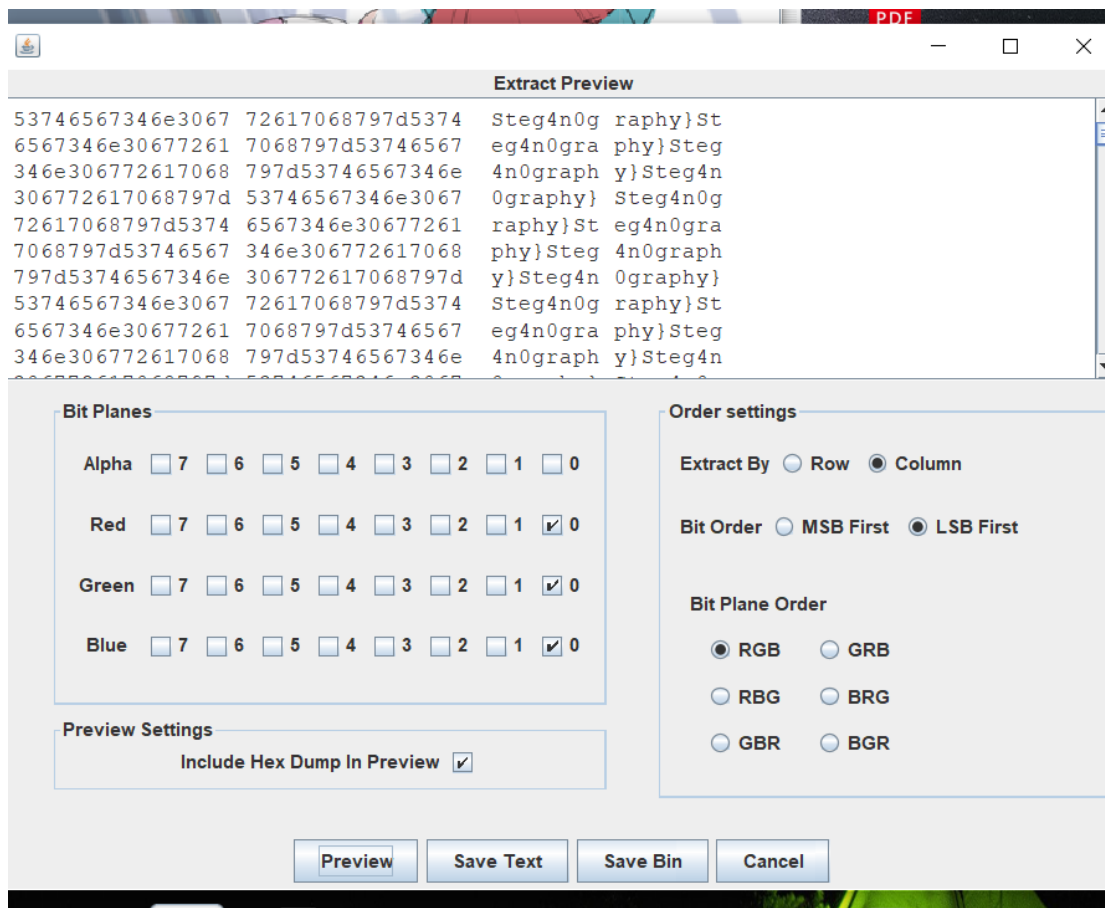 PDF
Extract Preview
53746567346e3067 72617068797d5374 Steg4n0g raphy}St
6567346e30677261 7068797d53746567 eg4n0gra phy}Steg
346e306772617068 797d53746567346e 4n0graph y}Steg4n
306772617068797d 53746567346e3067 0graphy} Steg4n0g
72617068797d5374 6567346e30677261 raphy}St eg4n0gra
7068797d53746567 346e306772617068 phy}Steg 4n0graph
797d53746567346e 306772617068797d y}Steg4n 0graphy}
53746567346e3067 72617068797d5374 Steg4n0g raphy}St
6567346e30677261 7068797d53746567 eg4n0gra phy}Steg
346e306772617068 797d53746567346e 4n0graph y}Steg4n
Bit Planes
Alpha 7 6 5 4 3 2 1 0
Red 7 6 5 4 3 2 1 0
Green 7 6 5 4 3 2 1 0
Blue 7 6 5 4 3 2 1 0
Preview Settings
Include Hex Dump In Preview
Order settings
Extract By Row Column
Bit Order MSB First LSB First
Bit Plane Order
RGB GRB
RBG BRG
GBR BGR
Preview Save Text Save Bin Cancel